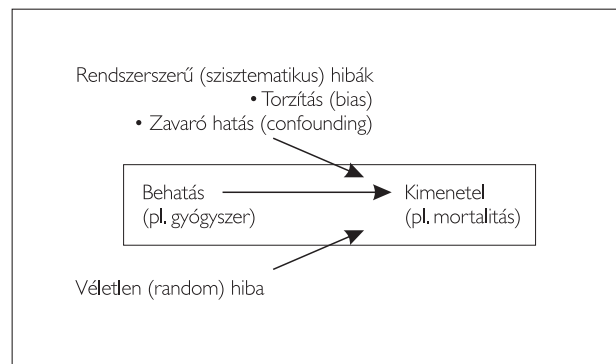 Rendszerszerű (szisztematikus) hibák
• Torzítás (bias)
• Zavaró hatás (confounding)
Behatás
(pl. gyógyszer)
Kimenetel
(pl. mortalitás)
Véletlen (random) hiba